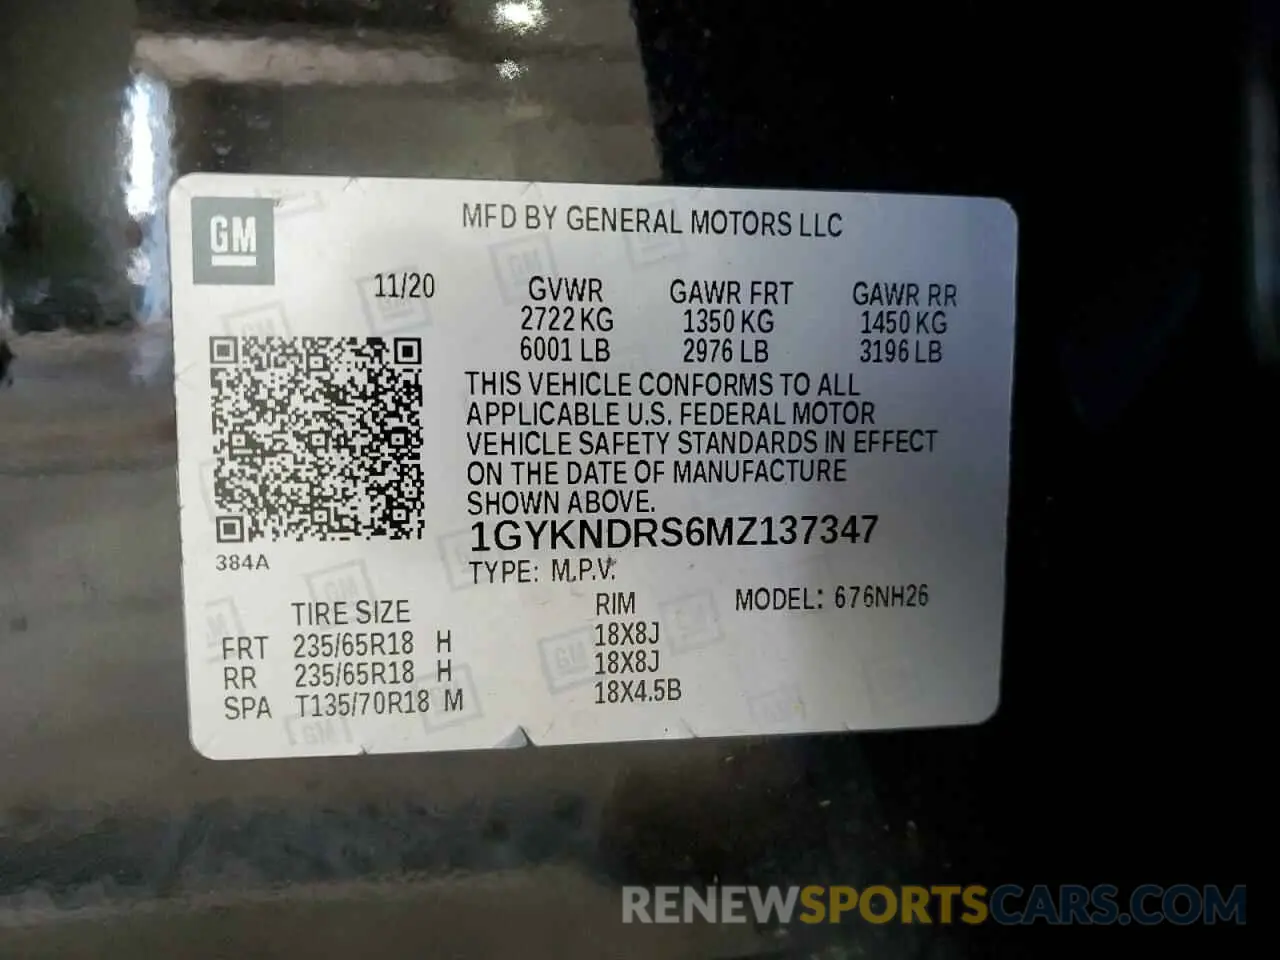 GM
MFD BY GENERAL MOTORS LLC
11/20
GVWR GAWR FRT GAWR RR
2722 KG 1350 KG 1450 KG
6001 LB 2976 LB 3196 LB
THIS VEHICLE CONFORMS TO ALL
APPLICABLE U.S. FEDERAL MOTOR
VEHICLE SAFETY STANDARDS IN EFFECT
ON THE DATE OF MANUFACTURE
SHOWN ABOVE.
1GYKNDRS6MZ137347
384A
TYPE: M.P.V.
MODEL: 676NH26
TIRE SIZE RIM
FRT 235/65R18 H 18X8J
RR 235/65R18 H 18X8J
SPA T135/70R18 M 18X4.5B
RENEWSPORTSCARS.COM